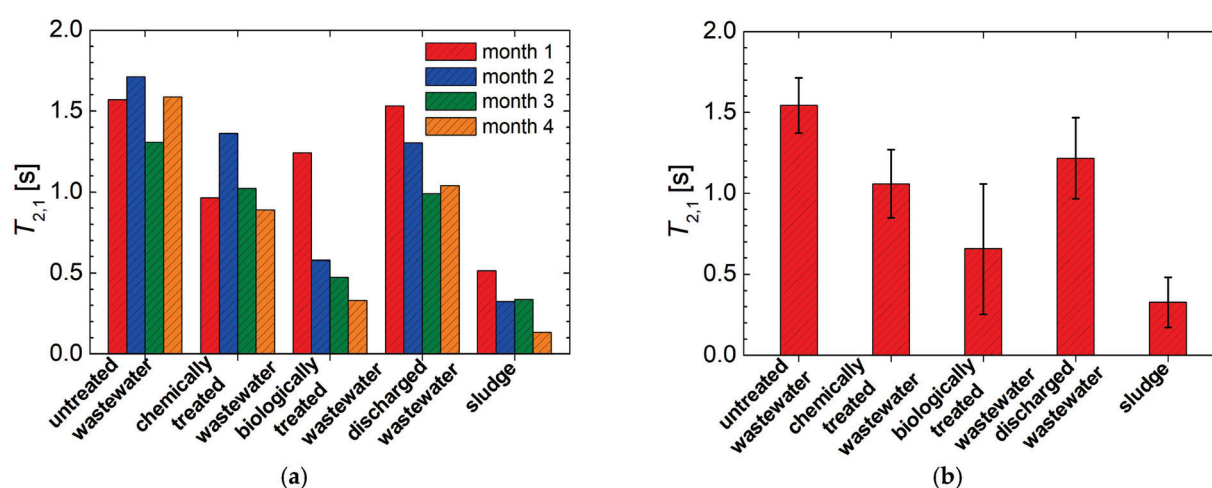 2.0
1.5
1.0
0.5
0.0
T2,1 [s]
month 1
month 2
month 3
month 4
untreated
wastewater
chemically
treated
wastewater
biologically
treated
wastewater
discharged
wastewater
sludge
(a)
2.0
1.5
1.0
0.5
0.0
T2,1 [s]
untreated
wastewater
chemically
treated
wastewater
biologically
treated
wastewater
discharged
wastewater
sludge
(b)